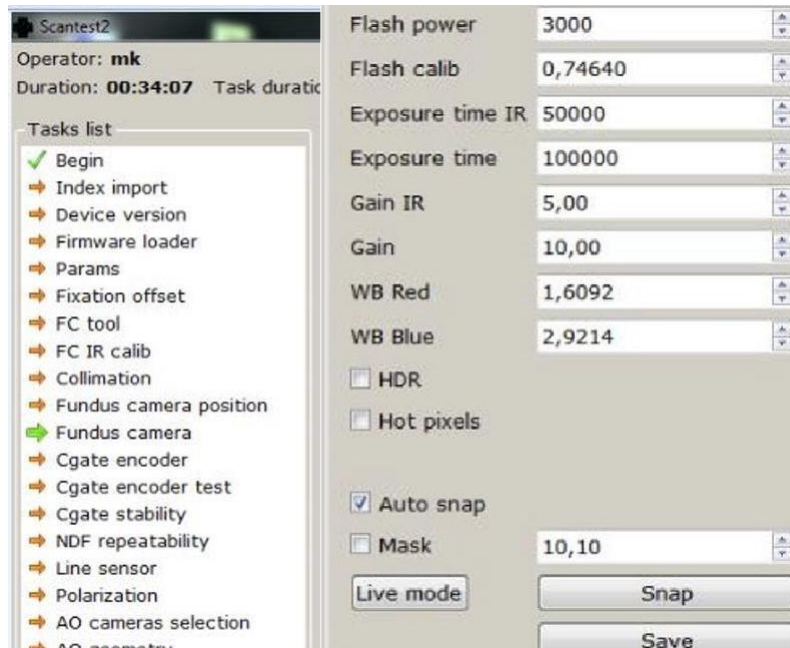 Scantest2
Operator: mk
Duration: 00:34:07 Task duratio
Tasks list
Begin
Index import
Device version
Firmware loader
Params
Fixation offset
FC tool
FC IR calib
Collimation
Fundus camera position
Fundus camera
Cgate encoder
Cgate encoder test
Cgate stability
NDF repeatability
Line sensor
Polarization
AO cameras selection
AO geometry
Flash power 3000
Flash calib 0,74640
Exposure time IR 50000
Exposure time 100000
Gain IR 5,00
Gain 10,00
WB Red 1,6092
WB Blue 2,9214
HDR
Hot pixels
Auto snap
Mask 10,10
Live mode Snap
Save